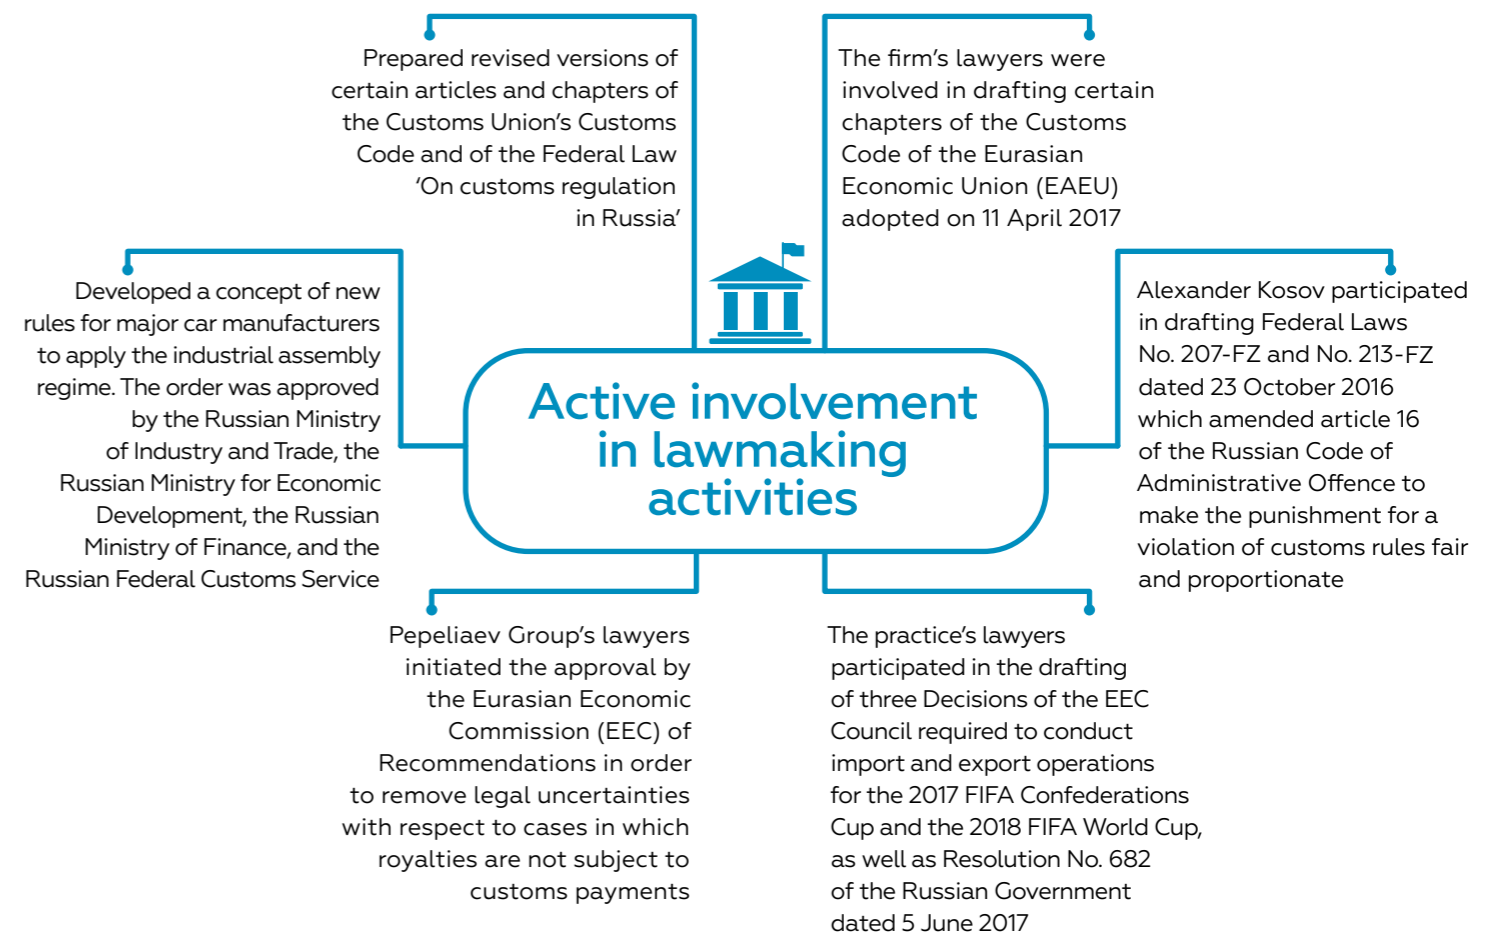 Prepared revised versions of
certain articles and chapters of
the Customs Union’s Customs
Code and of the Federal Law
‘On customs regulation
in Russia’
The firm’s lawyers were
involved in drafting certain
chapters of the Customs
Code of the Eurasian
Economic Union (EAEU)
adopted on 11 April 2017
Developed a concept of new
rules for major car manufacturers
to apply the industrial assembly
regime. The order was approved
by the Russian Ministry
of Industry and Trade, the
Russian Ministry for Economic
Development, the Russian
Ministry of Finance, and the
Russian Federal Customs Service
Active involvement
in lawmaking
activities
Alexander Kosov participated
in drafting Federal Laws
No. 207-FZ and No. 213-FZ
dated 23 October 2016
which amended article 16
of the Russian Code of
Administrative Offence to
make the punishment for a
violation of customs rules fair
and proportionate
Pepeliaev Group’s lawyers
initiated the approval by
the Eurasian Economic
Commission (EEC) of
Recommendations in order
to remove legal uncertainties
with respect to cases in which
royalties are not subject to
customs payments
The practice’s lawyers
participated in the drafting
of three Decisions of the EEC
Council required to conduct
import and export operations
for the 2017 FIFA Confederations
Cup and the 2018 FIFA World Cup,
as well as Resolution No. 682
of the Russian Government
dated 5 June 2017